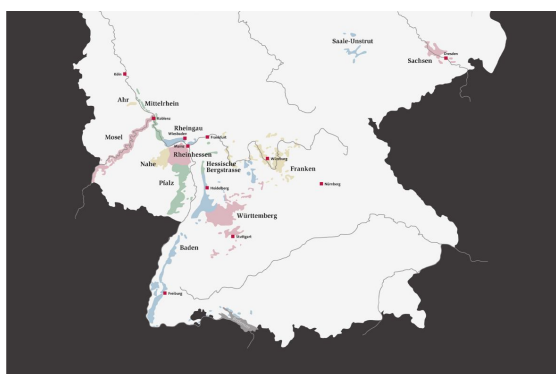 Saale-Unstrut
Dresden
Sachsen
Köln
Ahr
Mittelrhein
Koblenz
Rheingau
Wiesbaden
Frankfurt
Mosel
Mainz
Nahe
Rheinhessen
Hessische
Bergstrasse
Würzburg
Franken
Pfalz
Heidelberg
Nürnberg
Württemberg
Stuttgart
Baden
Freiburg